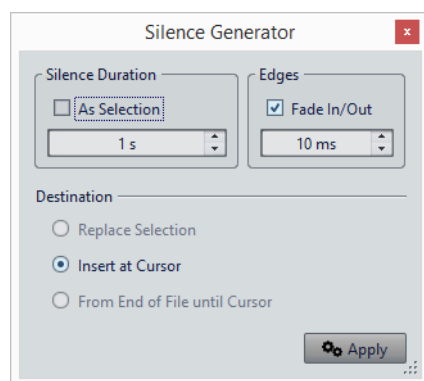 Silence Generator
x
Silence Duration
Edges
As Selection
Fade In/Out
1 s
10 ms
Destination
Replace Selection
Insert at Cursor
From End of File until Cursor
Apply